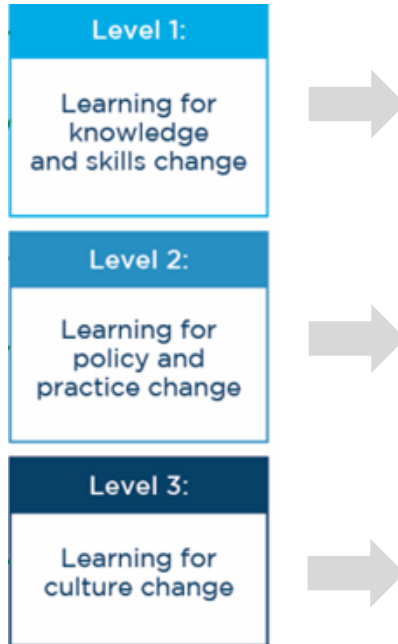 Level 1:
Learning for
knowledge
and skills change
Level 2:
Learning for
policy and
practice change
Level 3:
Learning for
culture change